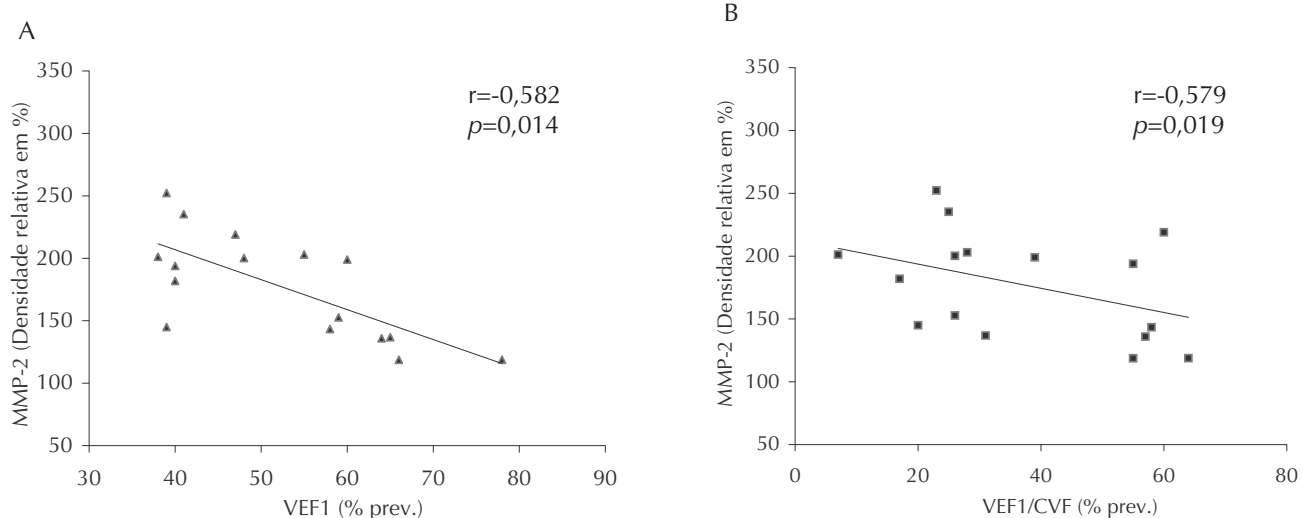 A
MMP-2 (Densidade relativa em %)
350
300
250
200
150
100
50
r=-0,582
p=0,014
30 40 50 60 70 80 90
VEF1 (% prev.)
B
MMP-2 (Densidade relativa em %)
350
300
250
200
150
100
50
r=-0,579
p=0,019
0 20 40 60 80
VEF1/CVF (% prev.)